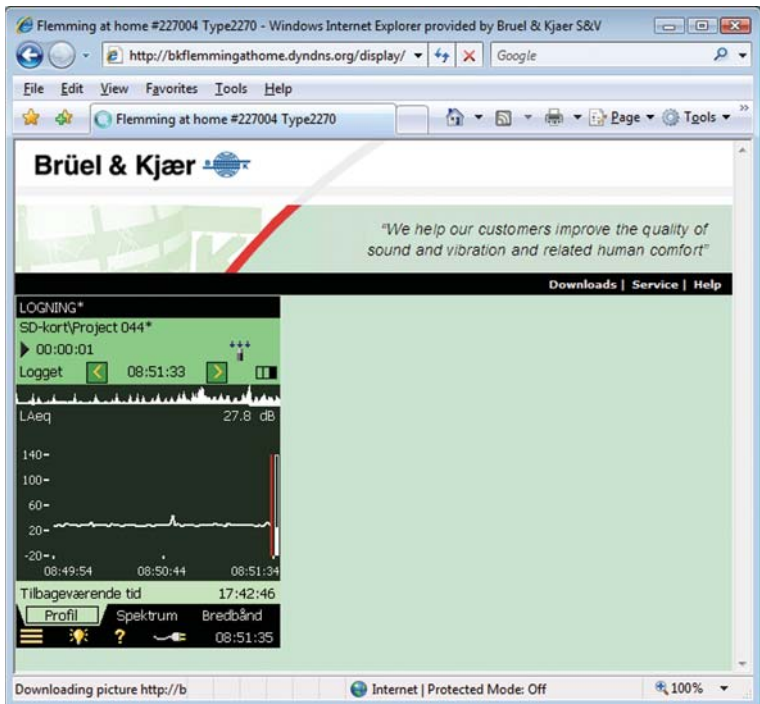 Flemming at home #227004 Type2270 - Windows Internet Explorer provided by Bruel & Kjaer S&V
http://bkflemmingathome.dyndns.org/display/ Google
File Edit View Favorites Tools Help
Flemming at home #227004 Type2270 Page Tools
Brüel & Kjær
"We help our customers improve the quality of
sound and vibration and related human comfort"
Downloads | Service | Help
LOGNING*
SD-kort\Project 044*
00:00:01
Logget 08:51:33
LAeq 27.8 dB
140-
100-
60-
20-
-20-
08:49:54 08:50:44 08:51:34
Tilbageværende tid 17:42:46
Profil Spektrum Bredbånd
? 08:51:35
Downloading picture http://b Internet | Protected Mode: Off 100%